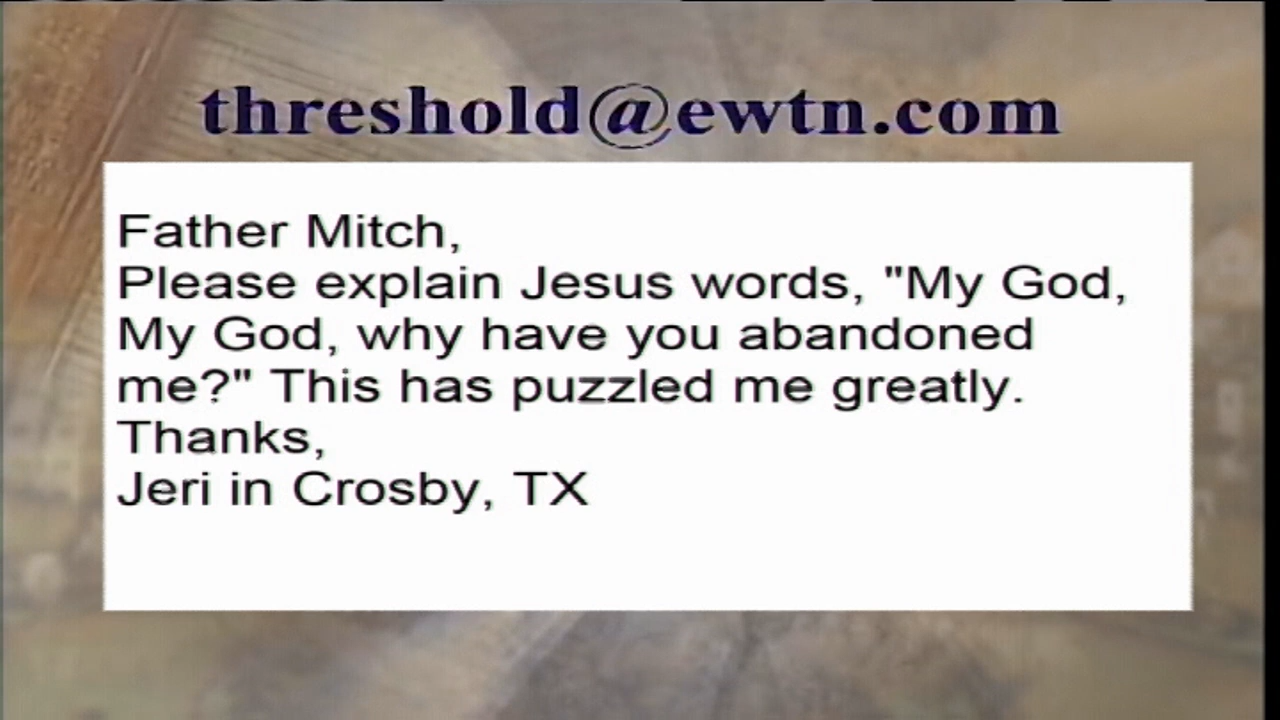 threshold@ewtn.com
Father Mitch,
Please explain Jesus words, "My God,
My God, why have you abandoned
me?" This has puzzled me greatly.
Thanks,
Jeri in Crosby, TX